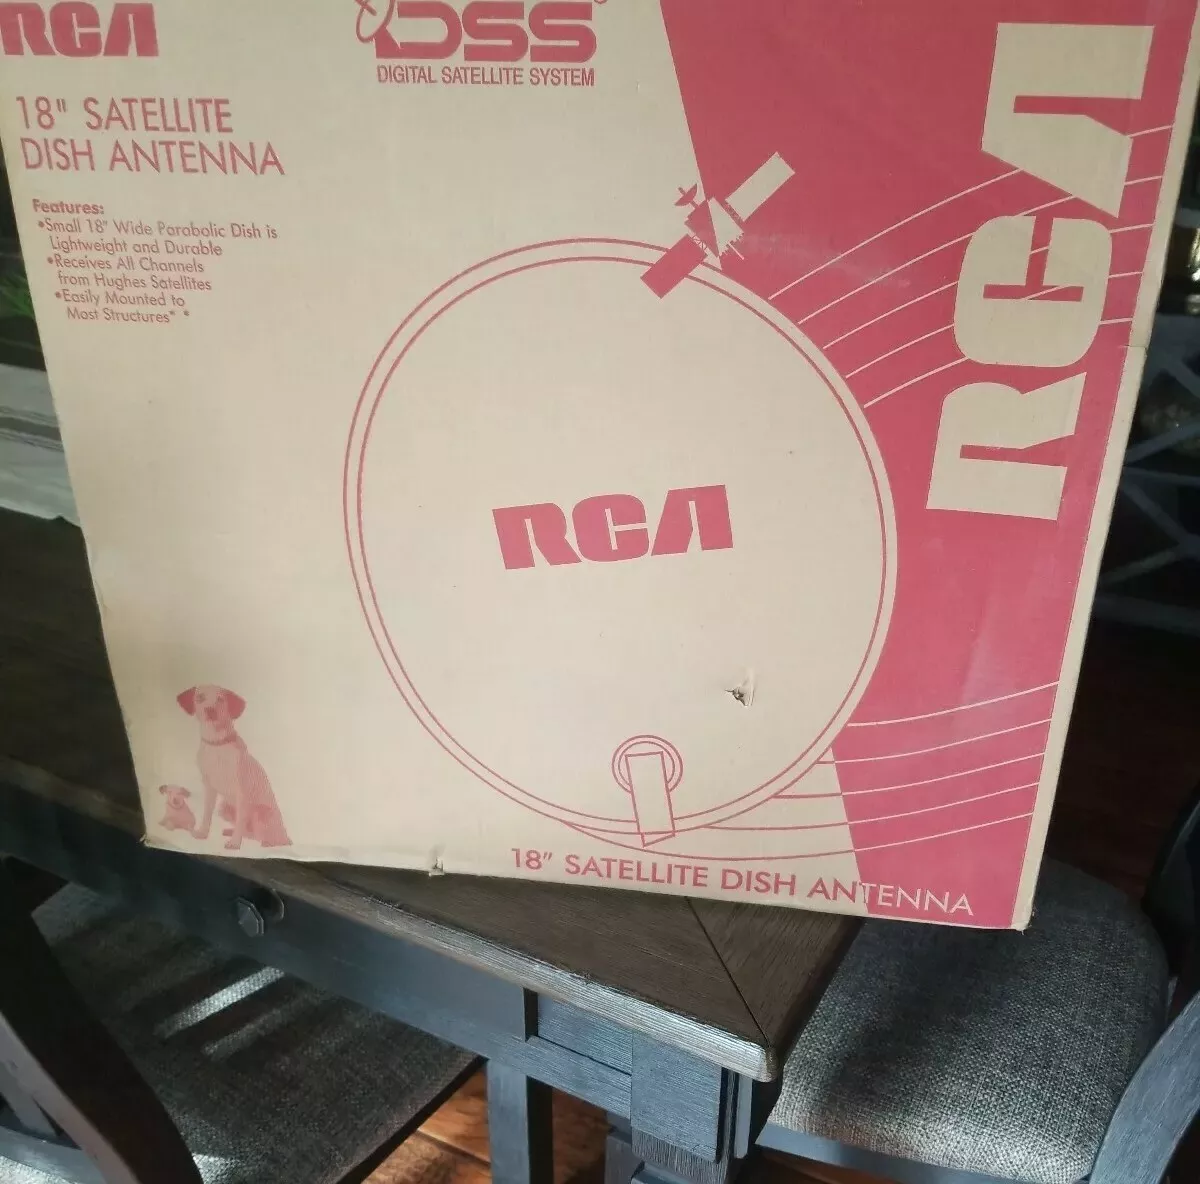 RCA
DSS®
DIGITAL SATELLITE SYSTEM
18" SATELLITE
DISH ANTENNA
Features:
•Small 18" Wide Parabolic Dish is
Lightweight and Durable
•Receives All Channels
from Hughes Satellites
•Easily Mounted to
Most Structures*
RCA
RCA
18" SATELLITE DISH ANTENNA